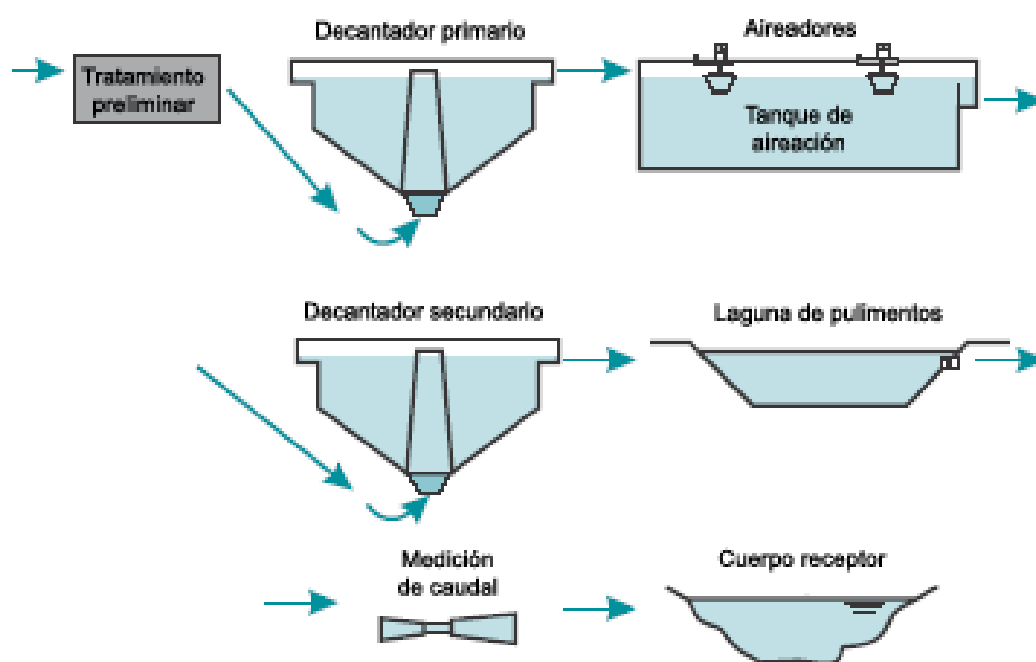 Decantador primario
Aireadores
Tratamiento
preliminar
Tanque de
aireación
Decantador secundario
Laguna de pulimentos
Medición
de caudal
Cuerpo receptor